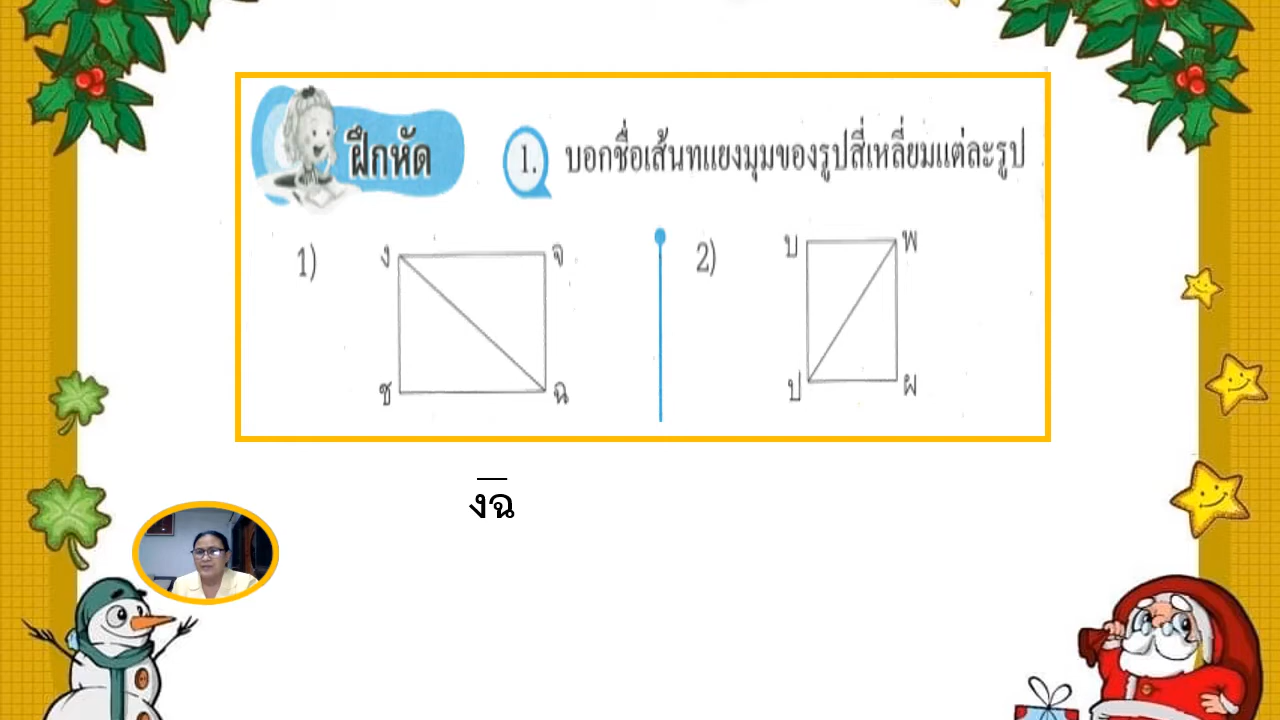 ฝึกหัด
1. บอกชื่อเส้นทแยงมุมของรูปสี่เหลี่ยมแต่ละรูป
1)
ง จ
ช ฉ
2)
บ พ
ป ผ
งฉ